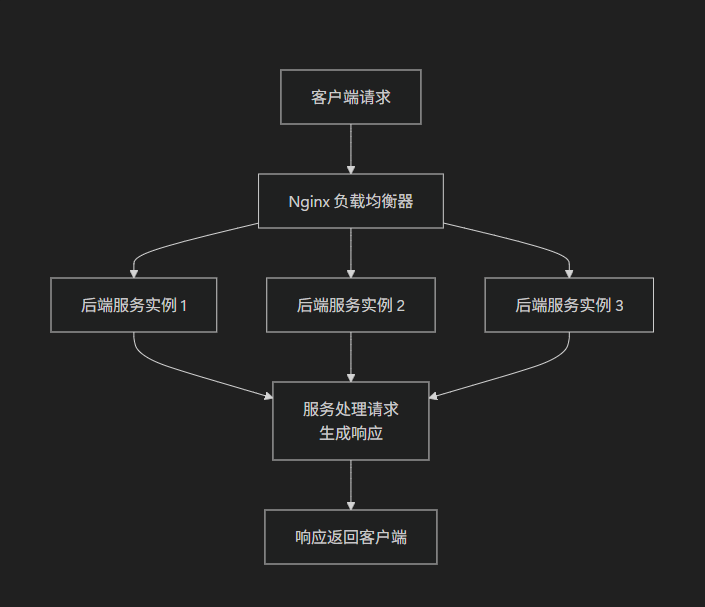 客户端请求
Nginx 负载均衡器
后端服务实例 1
后端服务实例 2
后端服务实例 3
服务处理请求
生成响应
响应返回客户端